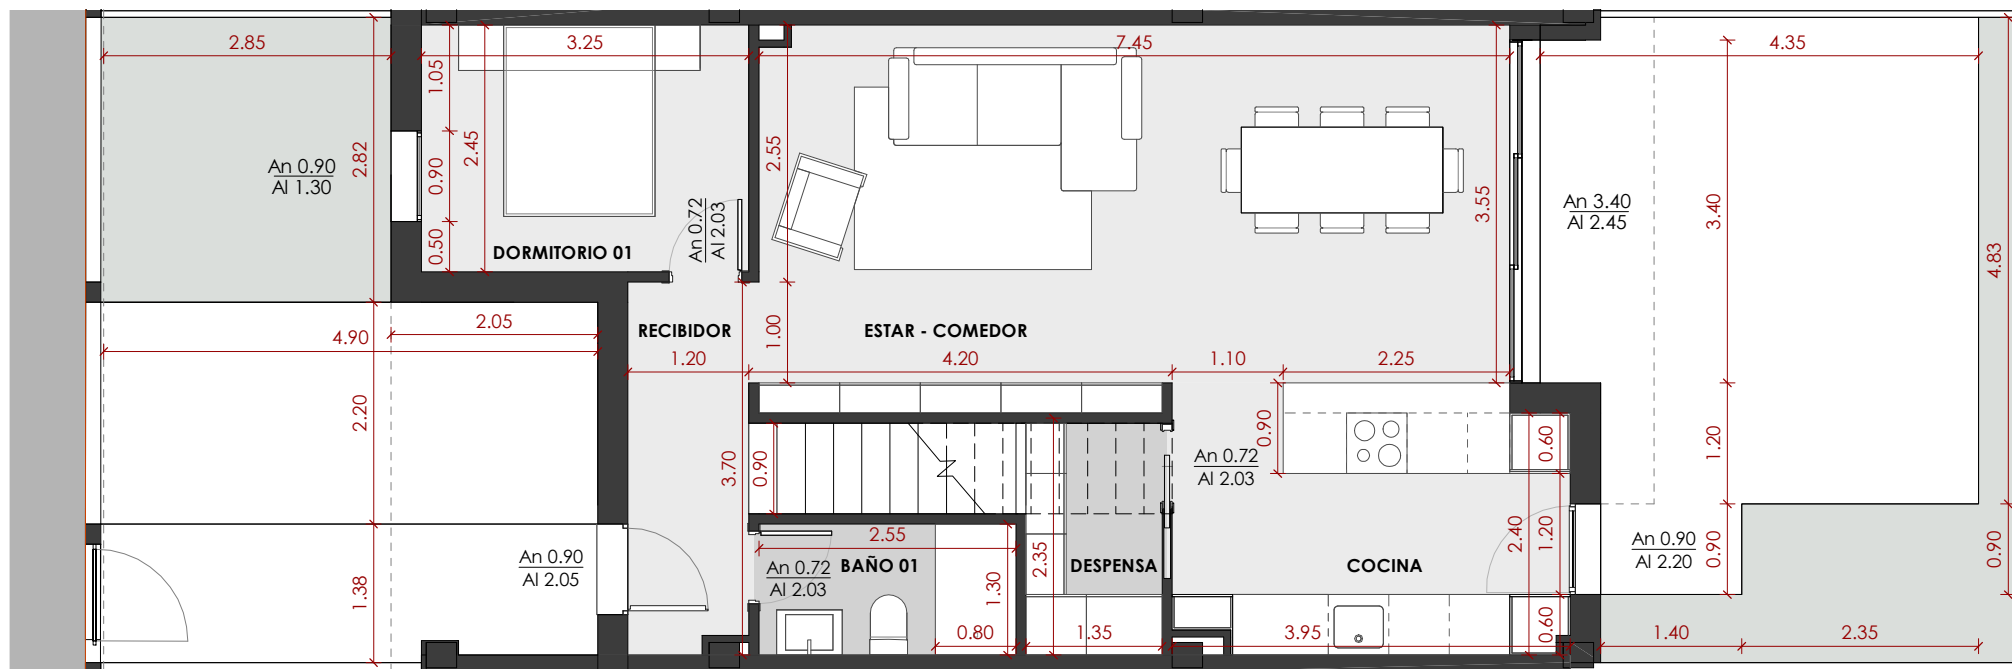 2.85
3.25
7.45
4.35
1.05
2.45
2.55
2.82
An 0.90
Al 1.30
0.90
0.50
An 0.72
Al 2.03
DORMITORIO 01
3.55
An 3.40
Al 2.45
3.40
4.83
2.05
4.90
RECIBIDOR
1.00
ESTAR - COMEDOR
1.20
4.20
1.10
2.25
2.20
3.70
0.90
0.90
0.60
1.20
An 0.72
Al 2.03
An 0.90
Al 2.05
2.55
An 0.72
Al 2.03
BAÑO 01
2.35
DESPENSA
COCINA
2.40
1.20
An 0.90
Al 2.20
0.90
0.90
1.38
1.30
0.80
1.35
3.95
0.60
1.40
2.35